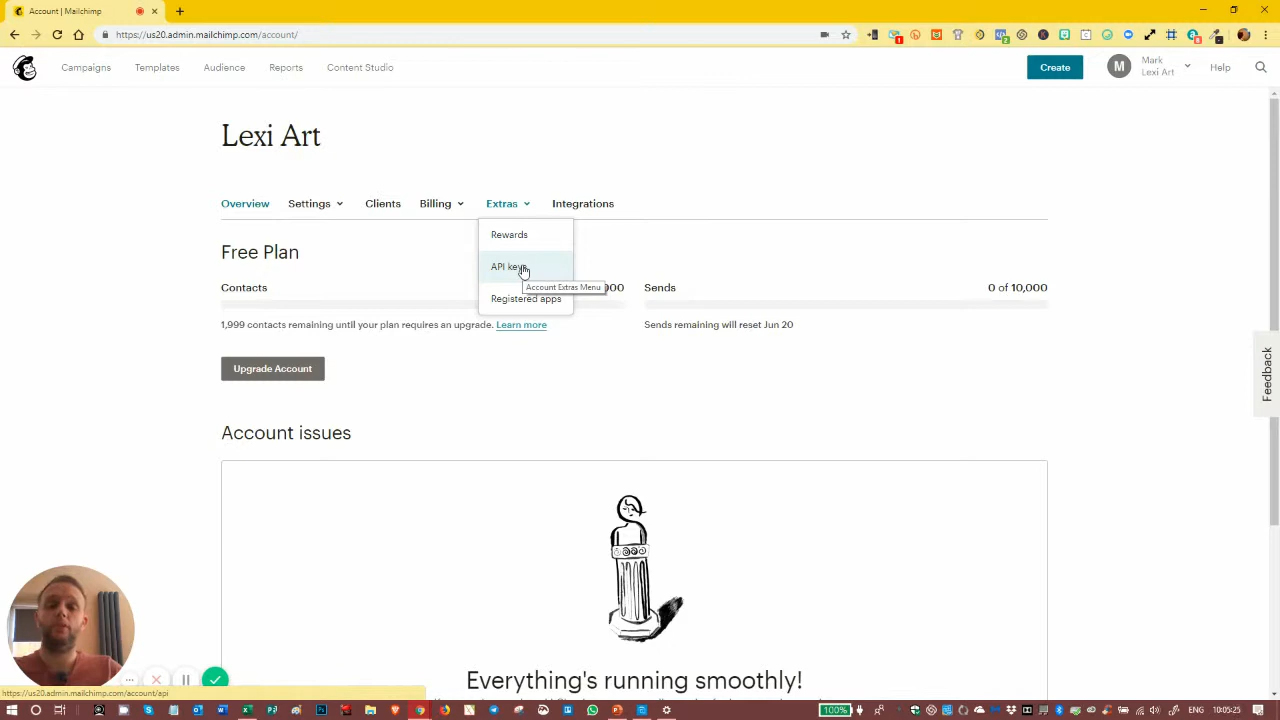 Account | Mailchimp
https://us20.admin.mailchimp.com/account/
Campaigns Templates Audience Reports Content Studio Create M Mark Help
Lexi Art
Lexi Art
Overview Settings Clients Billing Extras Integrations
Rewards
Free Plan
API keys
Contacts 000 Sends 0 of 10,000
Account Extras Menu
Registered apps
1,999 contacts remaining until your plan requires an upgrade. Learn more Sends remaining will reset Jun 20
Upgrade Account
Feedback
Account issues
Everything's running smoothly!
https://us20.admin.mailchimp.com/account/api
100% ENG 10:05:25